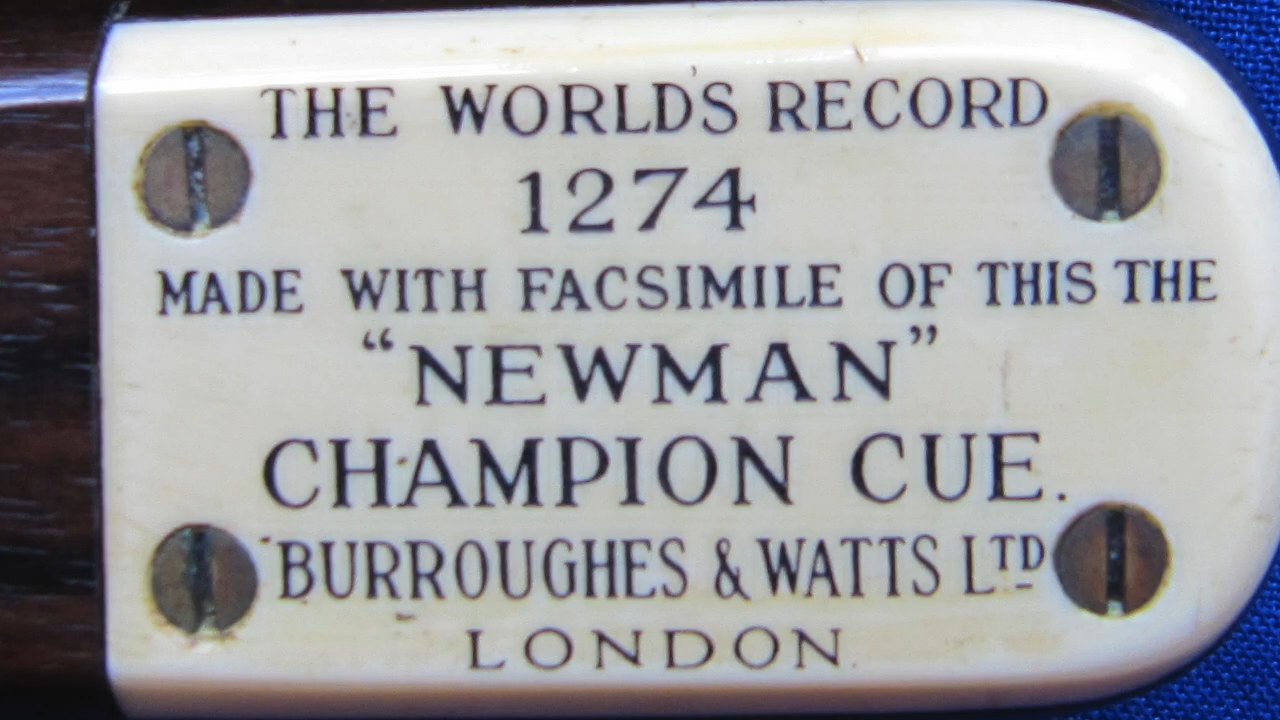 THE WORLD'S RECORD
1274
MADE WITH FACSIMILE OF THIS THE
“NEWMAN”
CHAMPION CUE.
BURROUGHES & WATTS LTD
LONDON